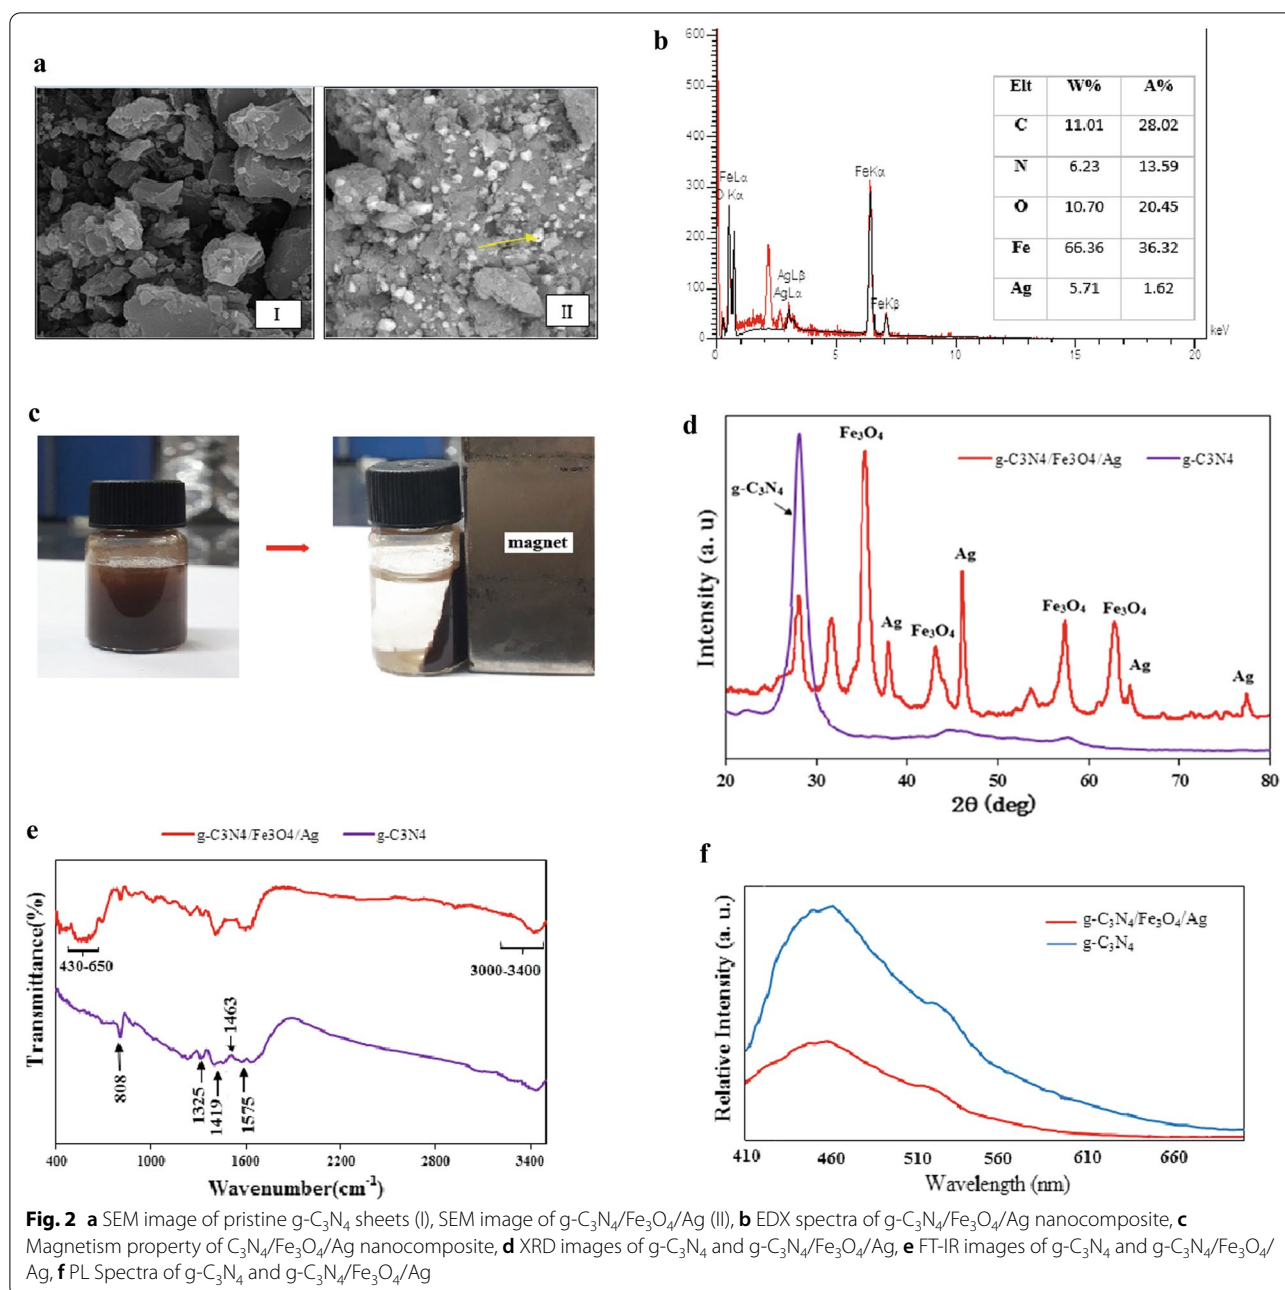 a
I
II
b
600
500
400
300
200
100
0
FeLα
O Kα
AgLβ
AgLα
FeKα
FeKβ
0 5 10 15 20
keV
Elt W% A%
C 11.01 28.02
N 6.23 13.59
O 10.70 20.45
Fe 66.36 36.32
Ag 5.71 1.62
c
magnet
d
Fe₃O₄
g-C3N4/Fe3O4/Ag g-C3N4
g-C₃N₄
Ag
Fe₃O₄
Ag
Fe₃O₄
Fe₃O₄
Ag
Ag
Intensity (a. u)
20 30 40 50 60 70 80
2θ (deg)
e
g-C3N4/Fe3O4/Ag g-C3N4
Transmittance(%)
430-650
3000-3400
808
1325
1419
1463
1575
400 1000 1600 2200 2800 3400
Wavenumber(cm⁻¹)
f
g-C₃N₄/Fe₃O₄/Ag
g-C₃N₄
Relative Intensity (a. u.)
410 460 510 560 610 660
Wavelength (nm)
Fig. 2 a SEM image of pristine g-C₃N₄ sheets (I), SEM image of g-C₃N₄/Fe₃O₄/Ag (II), b EDX spectra of g-C₃N₄/Fe₃O₄/Ag nanocomposite, c
Magnetism property of C₃N₄/Fe₃O₄/Ag nanocomposite, d XRD images of g-C₃N₄ and g-C₃N₄/Fe₃O₄/Ag, e FT-IR images of g-C₃N₄ and g-C₃N₄/Fe₃O₄/
Ag, f PL Spectra of g-C₃N₄ and g-C₃N₄/Fe₃O₄/Ag